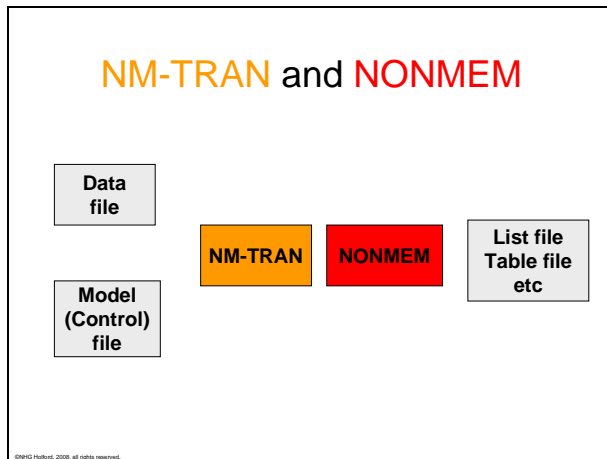 NM-TRAN and NONMEM
Data
file
Model
(Control)
file
NM-TRAN
NONMEM
List file
Table file
etc
©NHG Holford, 2008, all rights reserved.